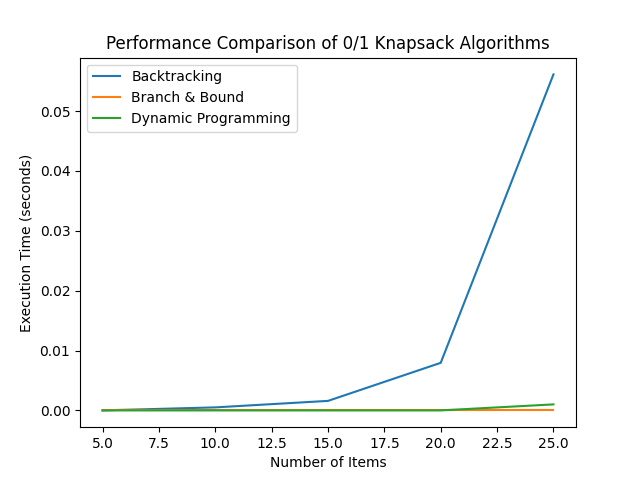 Performance Comparison of 0/1 Knapsack Algorithms
Backtracking
Branch & Bound
Dynamic Programming
Execution Time (seconds)
0.05
0.04
0.03
0.02
0.01
0.00
5.0 7.5 10.0 12.5 15.0 17.5 20.0 22.5 25.0
Number of Items